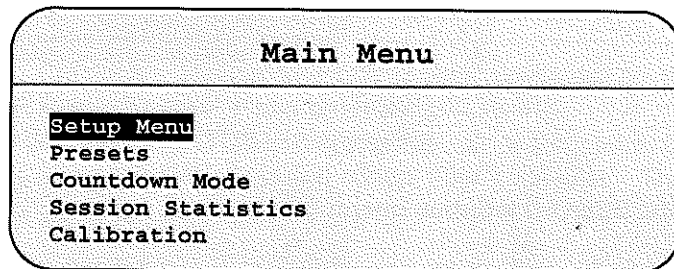 Main Menu
Setup Menu
Presets
Countdown Mode
Session Statistics
Calibration